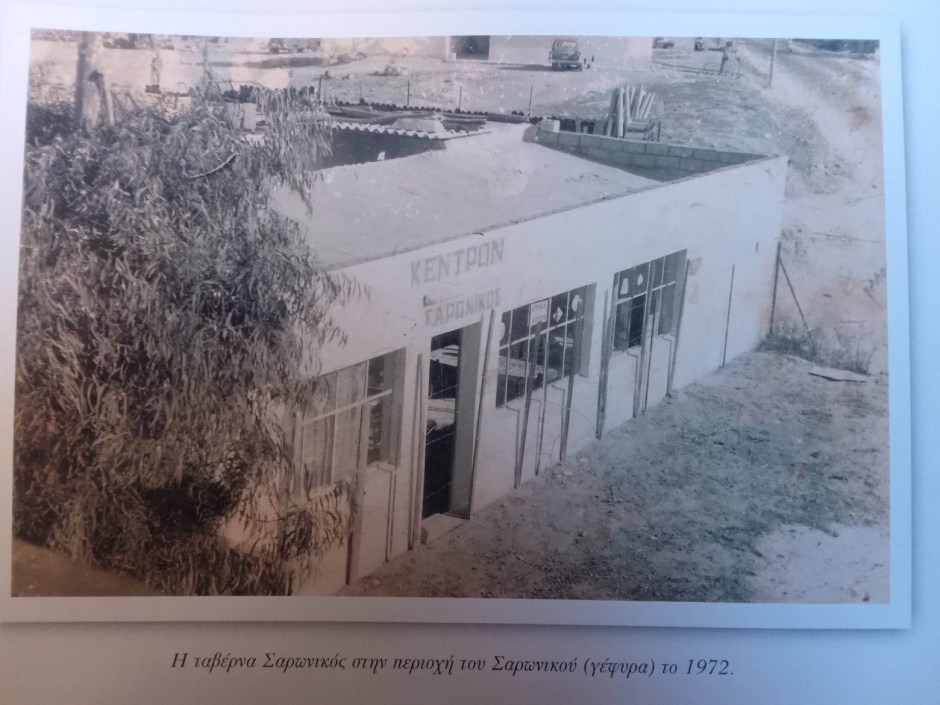 ΚΕΝΤΡΟΝ
ΣΑΡΩΝΙΚΟΣ
Η ταβέρνα Σαρωνικός στην περιοχή του Σαρωνικού (γέφυρα) το 1972.